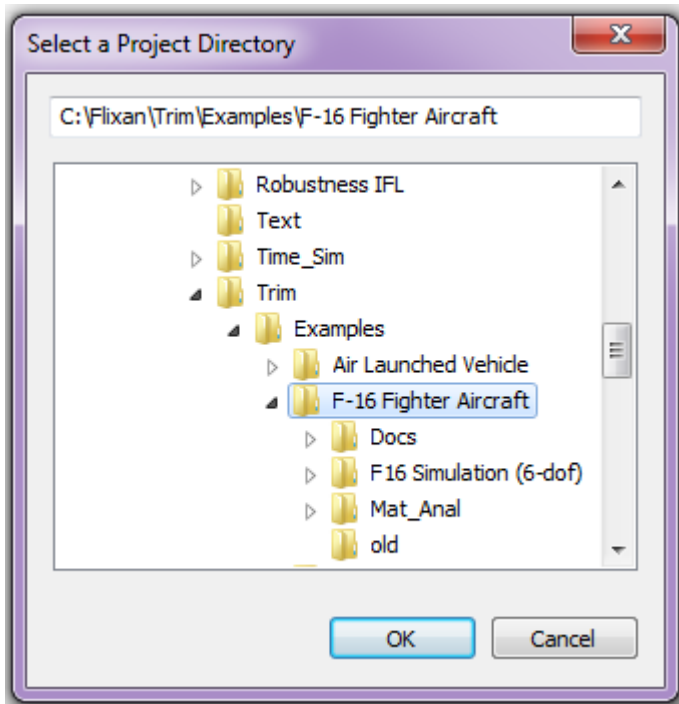 Select a Project Directory
C:\Flixan\Trim\Examples\F-16 Fighter Aircraft
Robustness IFL
Text
Time_Sim
Trim
Examples
Air Launched Vehicle
F-16 Fighter Aircraft
Docs
F16 Simulation (6-dof)
Mat_Anal
old
OK Cancel